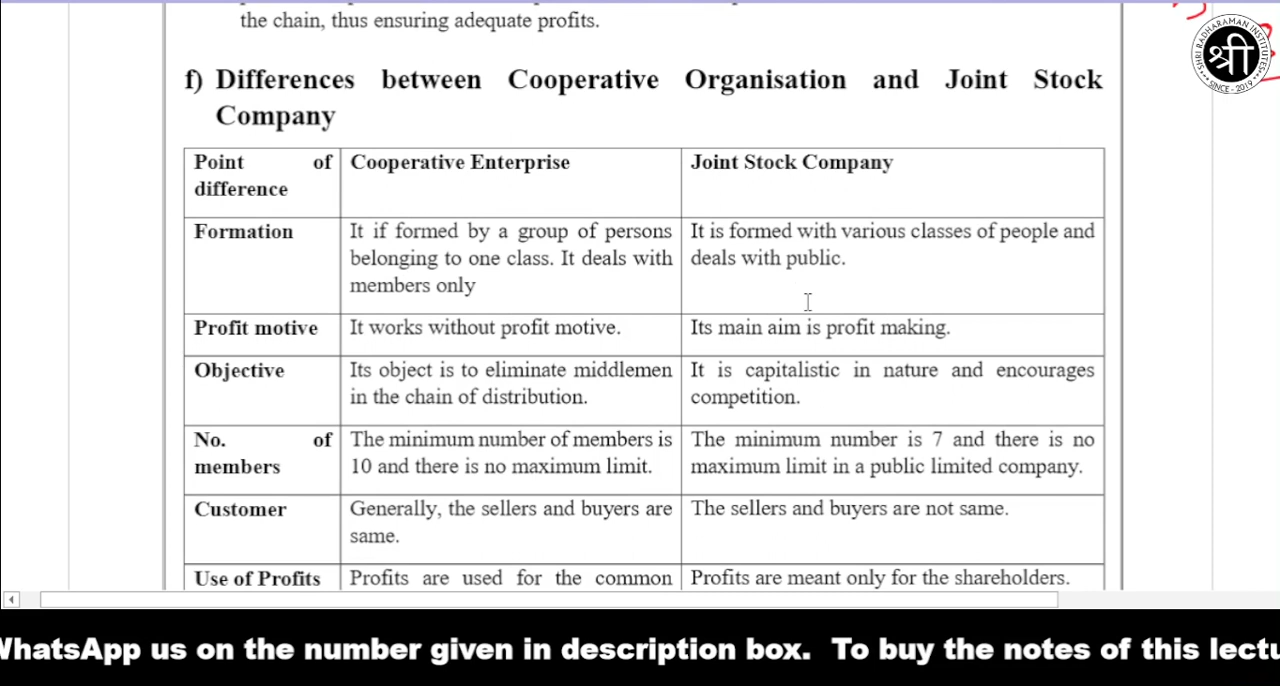 the chain, thus ensuring adequate profits.
f) Differences between Cooperative Organisation and Joint Stock
Company
Point of difference | Cooperative Enterprise | Joint Stock Company
Formation | It if formed by a group of persons | It is formed with various classes of people and
belonging to one class. It deals with | deals with public.
members only
Profit motive | It works without profit motive. | Its main aim is profit making.
Objective | Its object is to eliminate middlemen | It is capitalistic in nature and encourages
in the chain of distribution. | competition.
No. of | The minimum number of members is | The minimum number is 7 and there is no
members | 10 and there is no maximum limit. | maximum limit in a public limited company.
Customer | Generally, the sellers and buyers are | The sellers and buyers are not same.
same.
Use of Profits | Profits are used for the common | Profits are meant only for the shareholders.
SHRI RADHARAMAN INSTITUTES
श्री
SINCE - 2019
WhatsApp us on the number given in description box. To buy the notes of this lectu